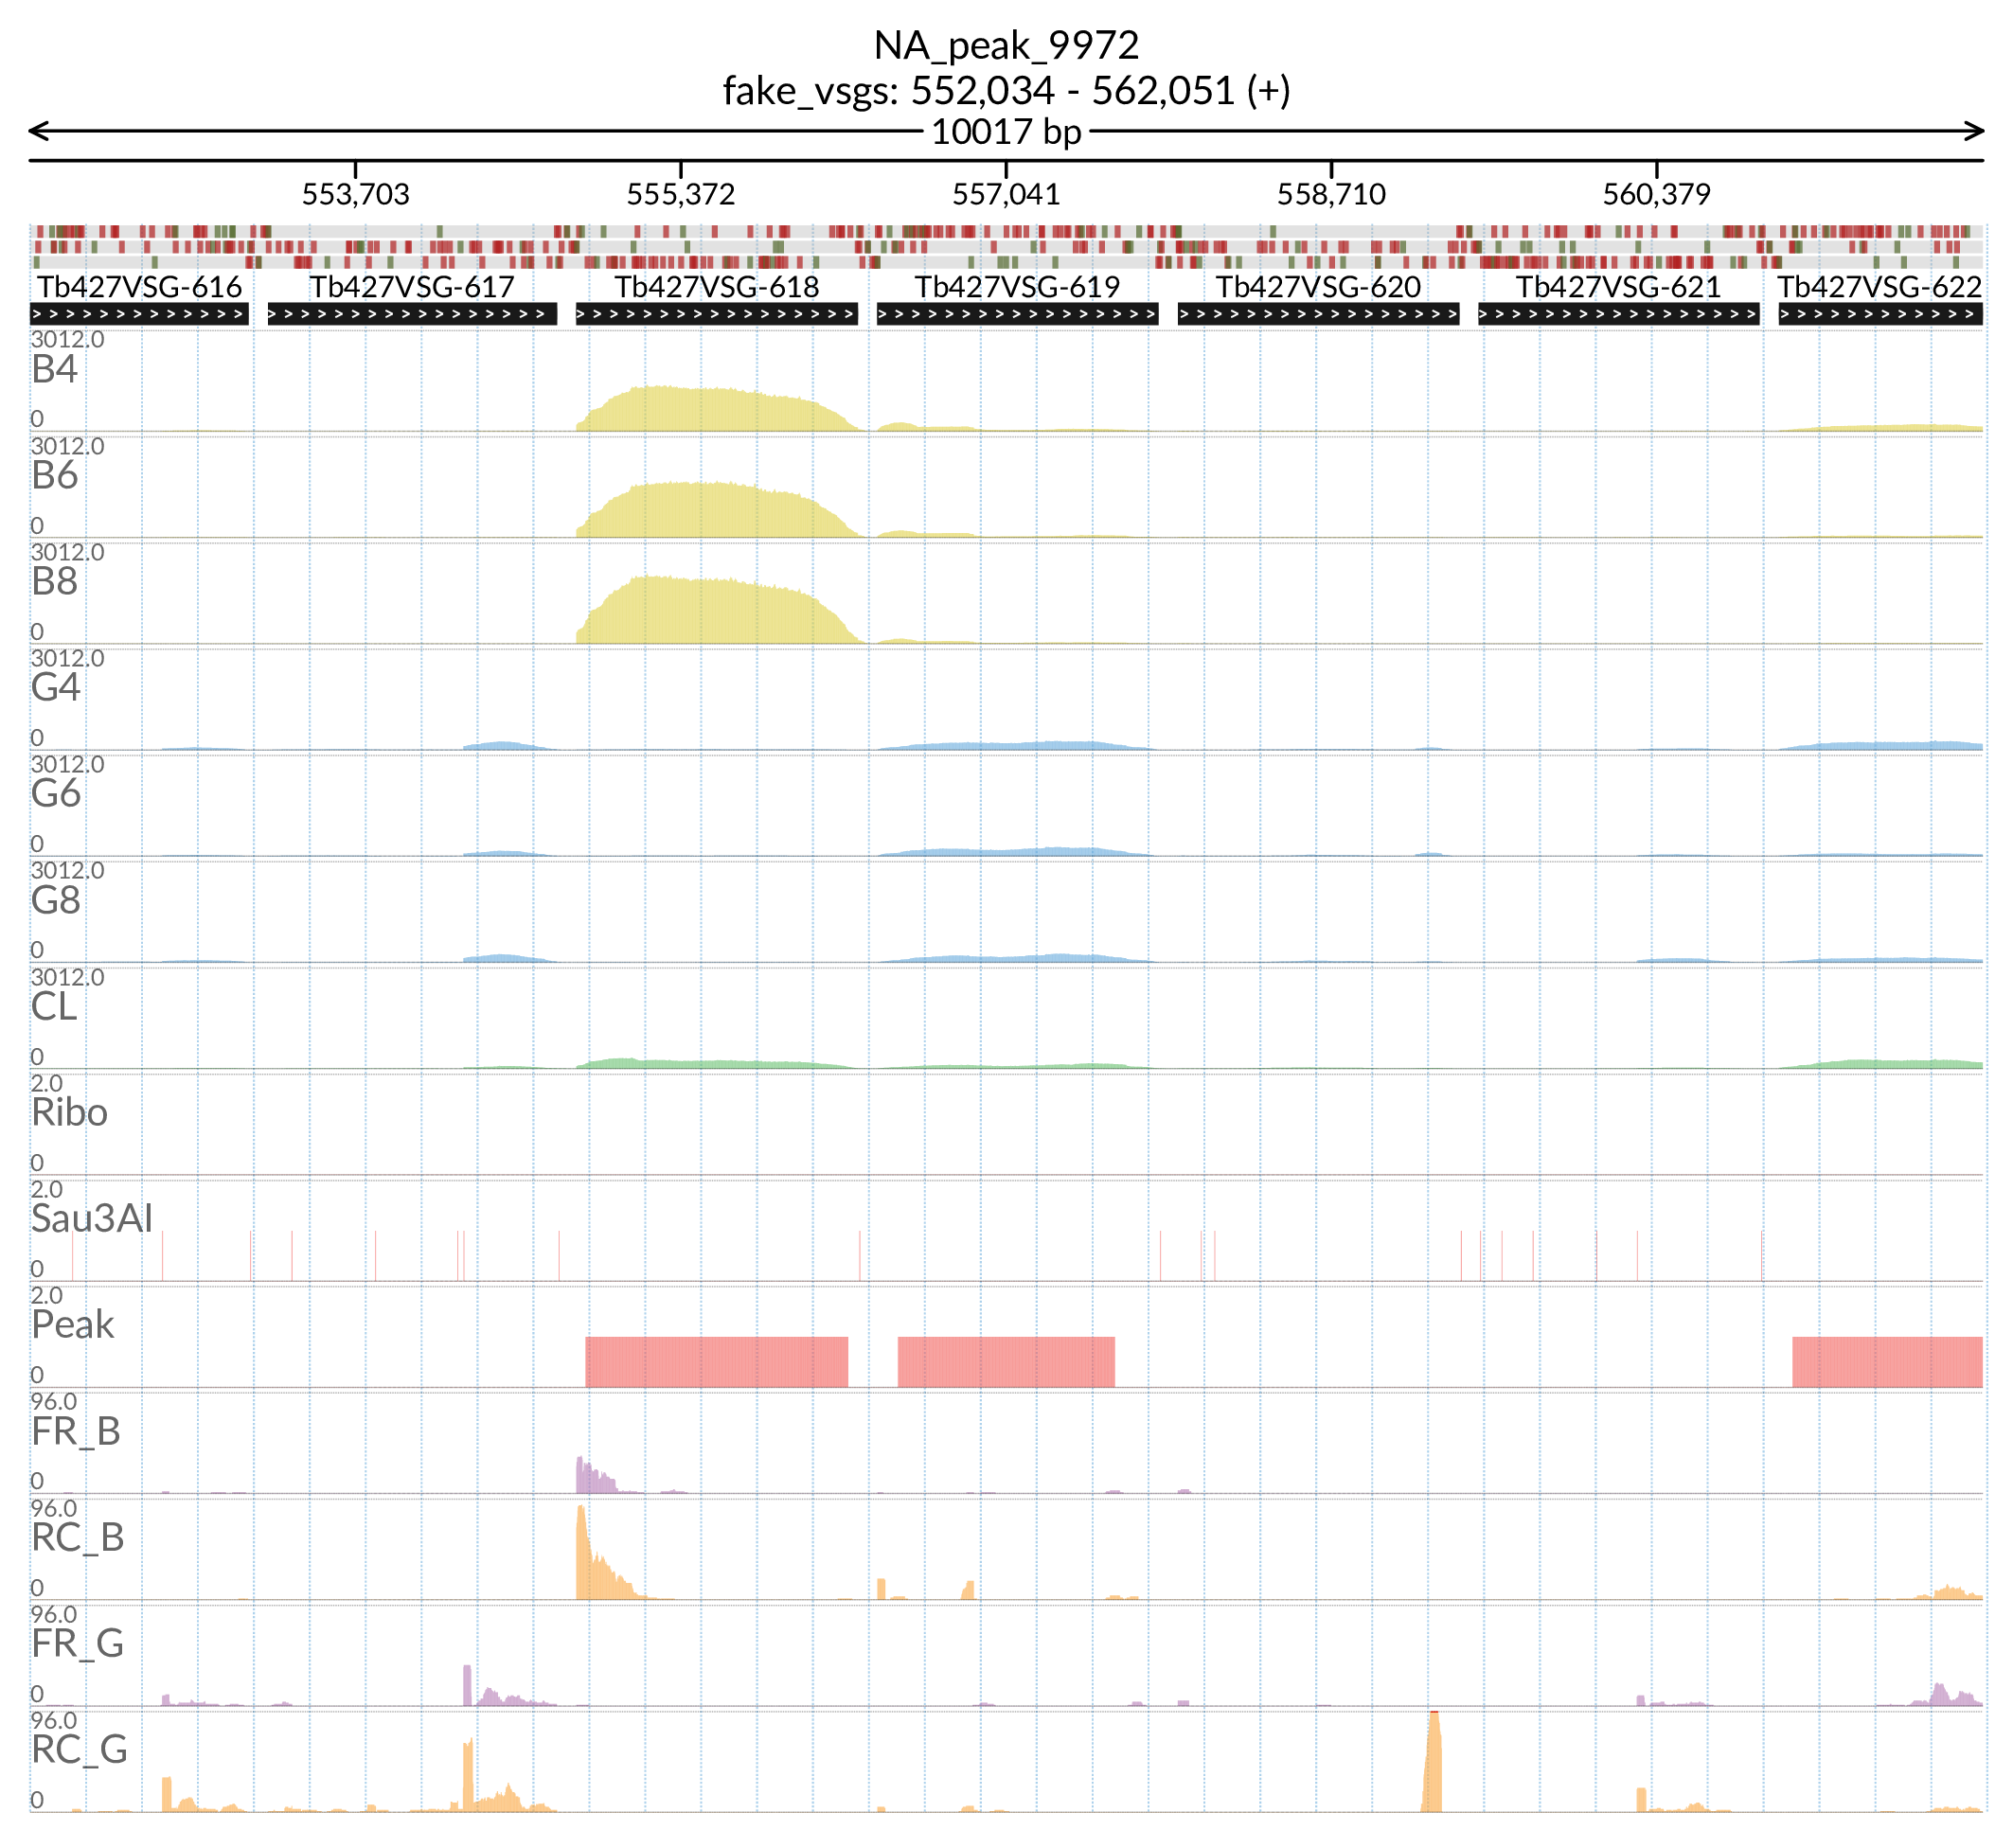 NA_peak_9972
fake_vsgs: 552,034 - 562,051 (+)
10017 bp
553,703 555,372 557,041 558,710 560,379
Tb427VSG-616 Tb427VSG-617 Tb427VSG-618 Tb427VSG-619 Tb427VSG-620 Tb427VSG-621 Tb427VSG-622
3012.0
B4
0
3012.0
B6
0
3012.0
B8
0
3012.0
G4
0
3012.0
G6
0
3012.0
G8
0
3012.0
CL
0
2.0
Ribo
0
2.0
Sau3AI
0
2.0
Peak
0
96.0
FR_B
0
96.0
RC_B
0
96.0
FR_G
0
96.0
RC_G
0